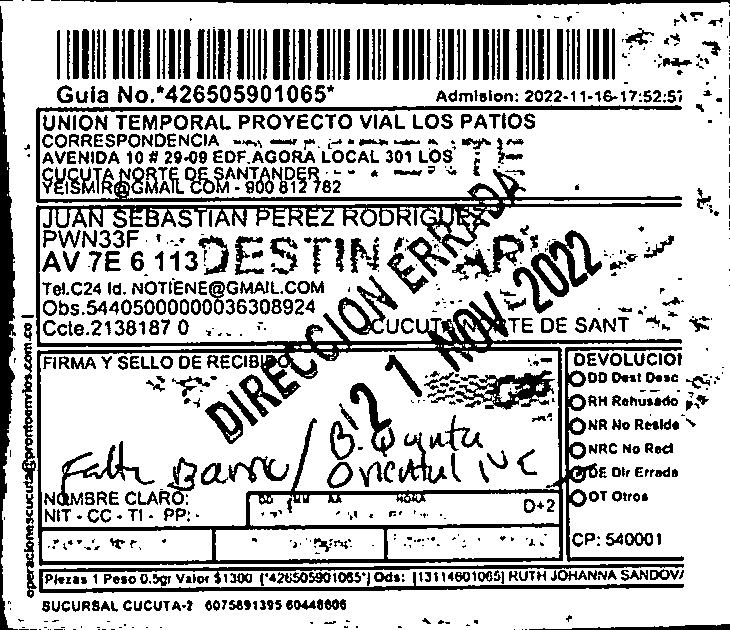 Guia No.*426505901065*
Admision: 2022-11-16-17:52:57
UNION TEMPORAL PROYECTO VIAL LOS PATIOS
CORRESPONDENCIA
AVENIDA 10 # 29-09 EDF.AGORA LOCAL 301 LOS
CUCUTA NORTE DE SANTANDER
YEISMIR@GMAIL COM - 900 812 782
JUAN SEBASTIAN PEREZ RODRIGUEZ
PWN33F
AV 7E 6 113
DESTIN
Tel.C24 Id. NOTIENE@GMAIL.COM
Obs.54405000000036308924
Ccte.2138187 0
CUCUTA NORTE DE SANT
DIRECCION ERRADA
21 NOV 2022
FIRMA Y SELLO DE RECIBIDO
DEVOLUCION
DD Dest Desc
RH Rehusado
NR No Reside
NRC No Recl
DE Dir Errada
OT Otros
Falta Barrio / B. Quinta
Oriental NE
NOMBRE CLARO:
NIT - CC - TI - PP:
DD MM AA HORA
D+2
CP: 540001
Piezas 1 Peso 0.5gr Valor $1300 (*426505901065*) Ods: [13114601065] RUTH JOHANNA SANDOV
SUCURSAL CUCUTA-2 6075891395 60448606
operacionescucuta@prontoenvios.com.co